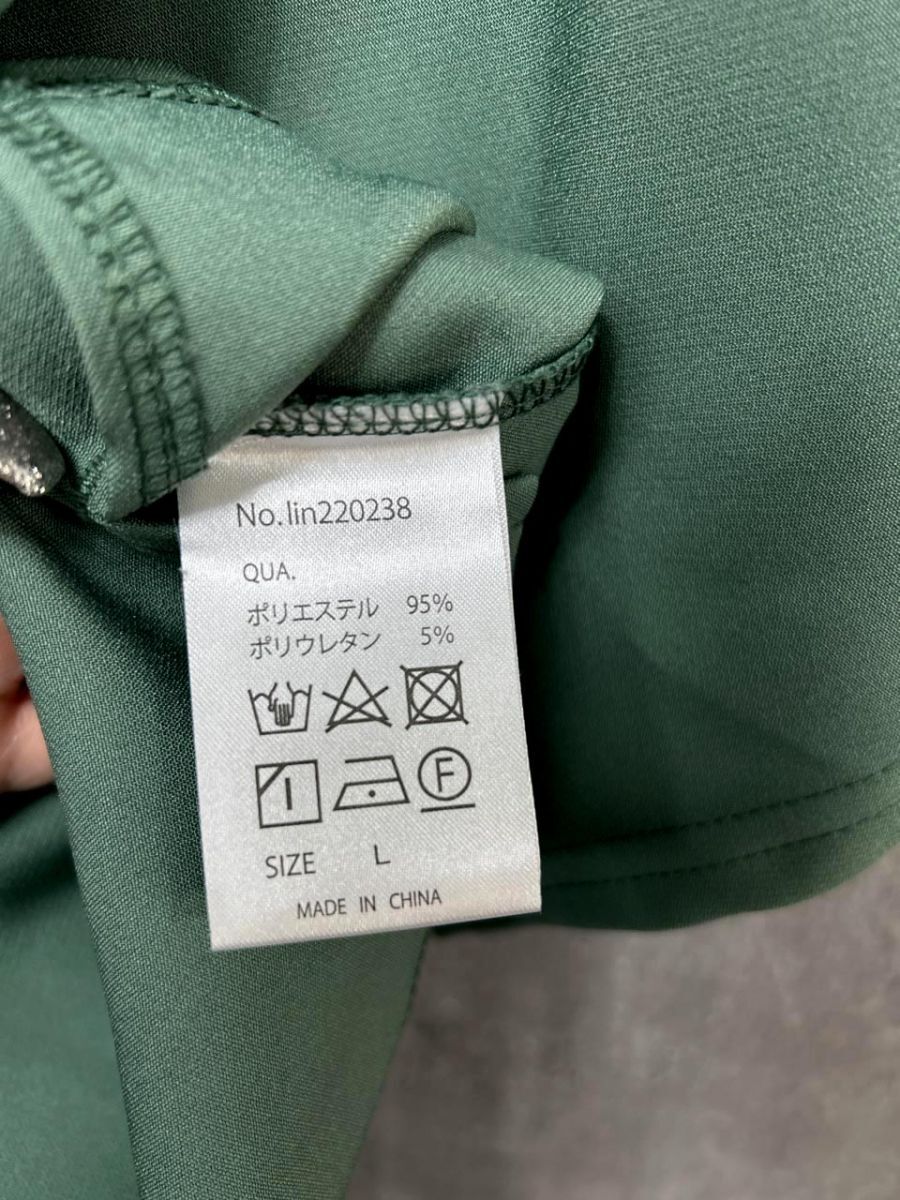 No.lin220238
QUA.
ポリエステル 95%
ポリウレタン 5%
F
SIZE L
MADE IN CHINA